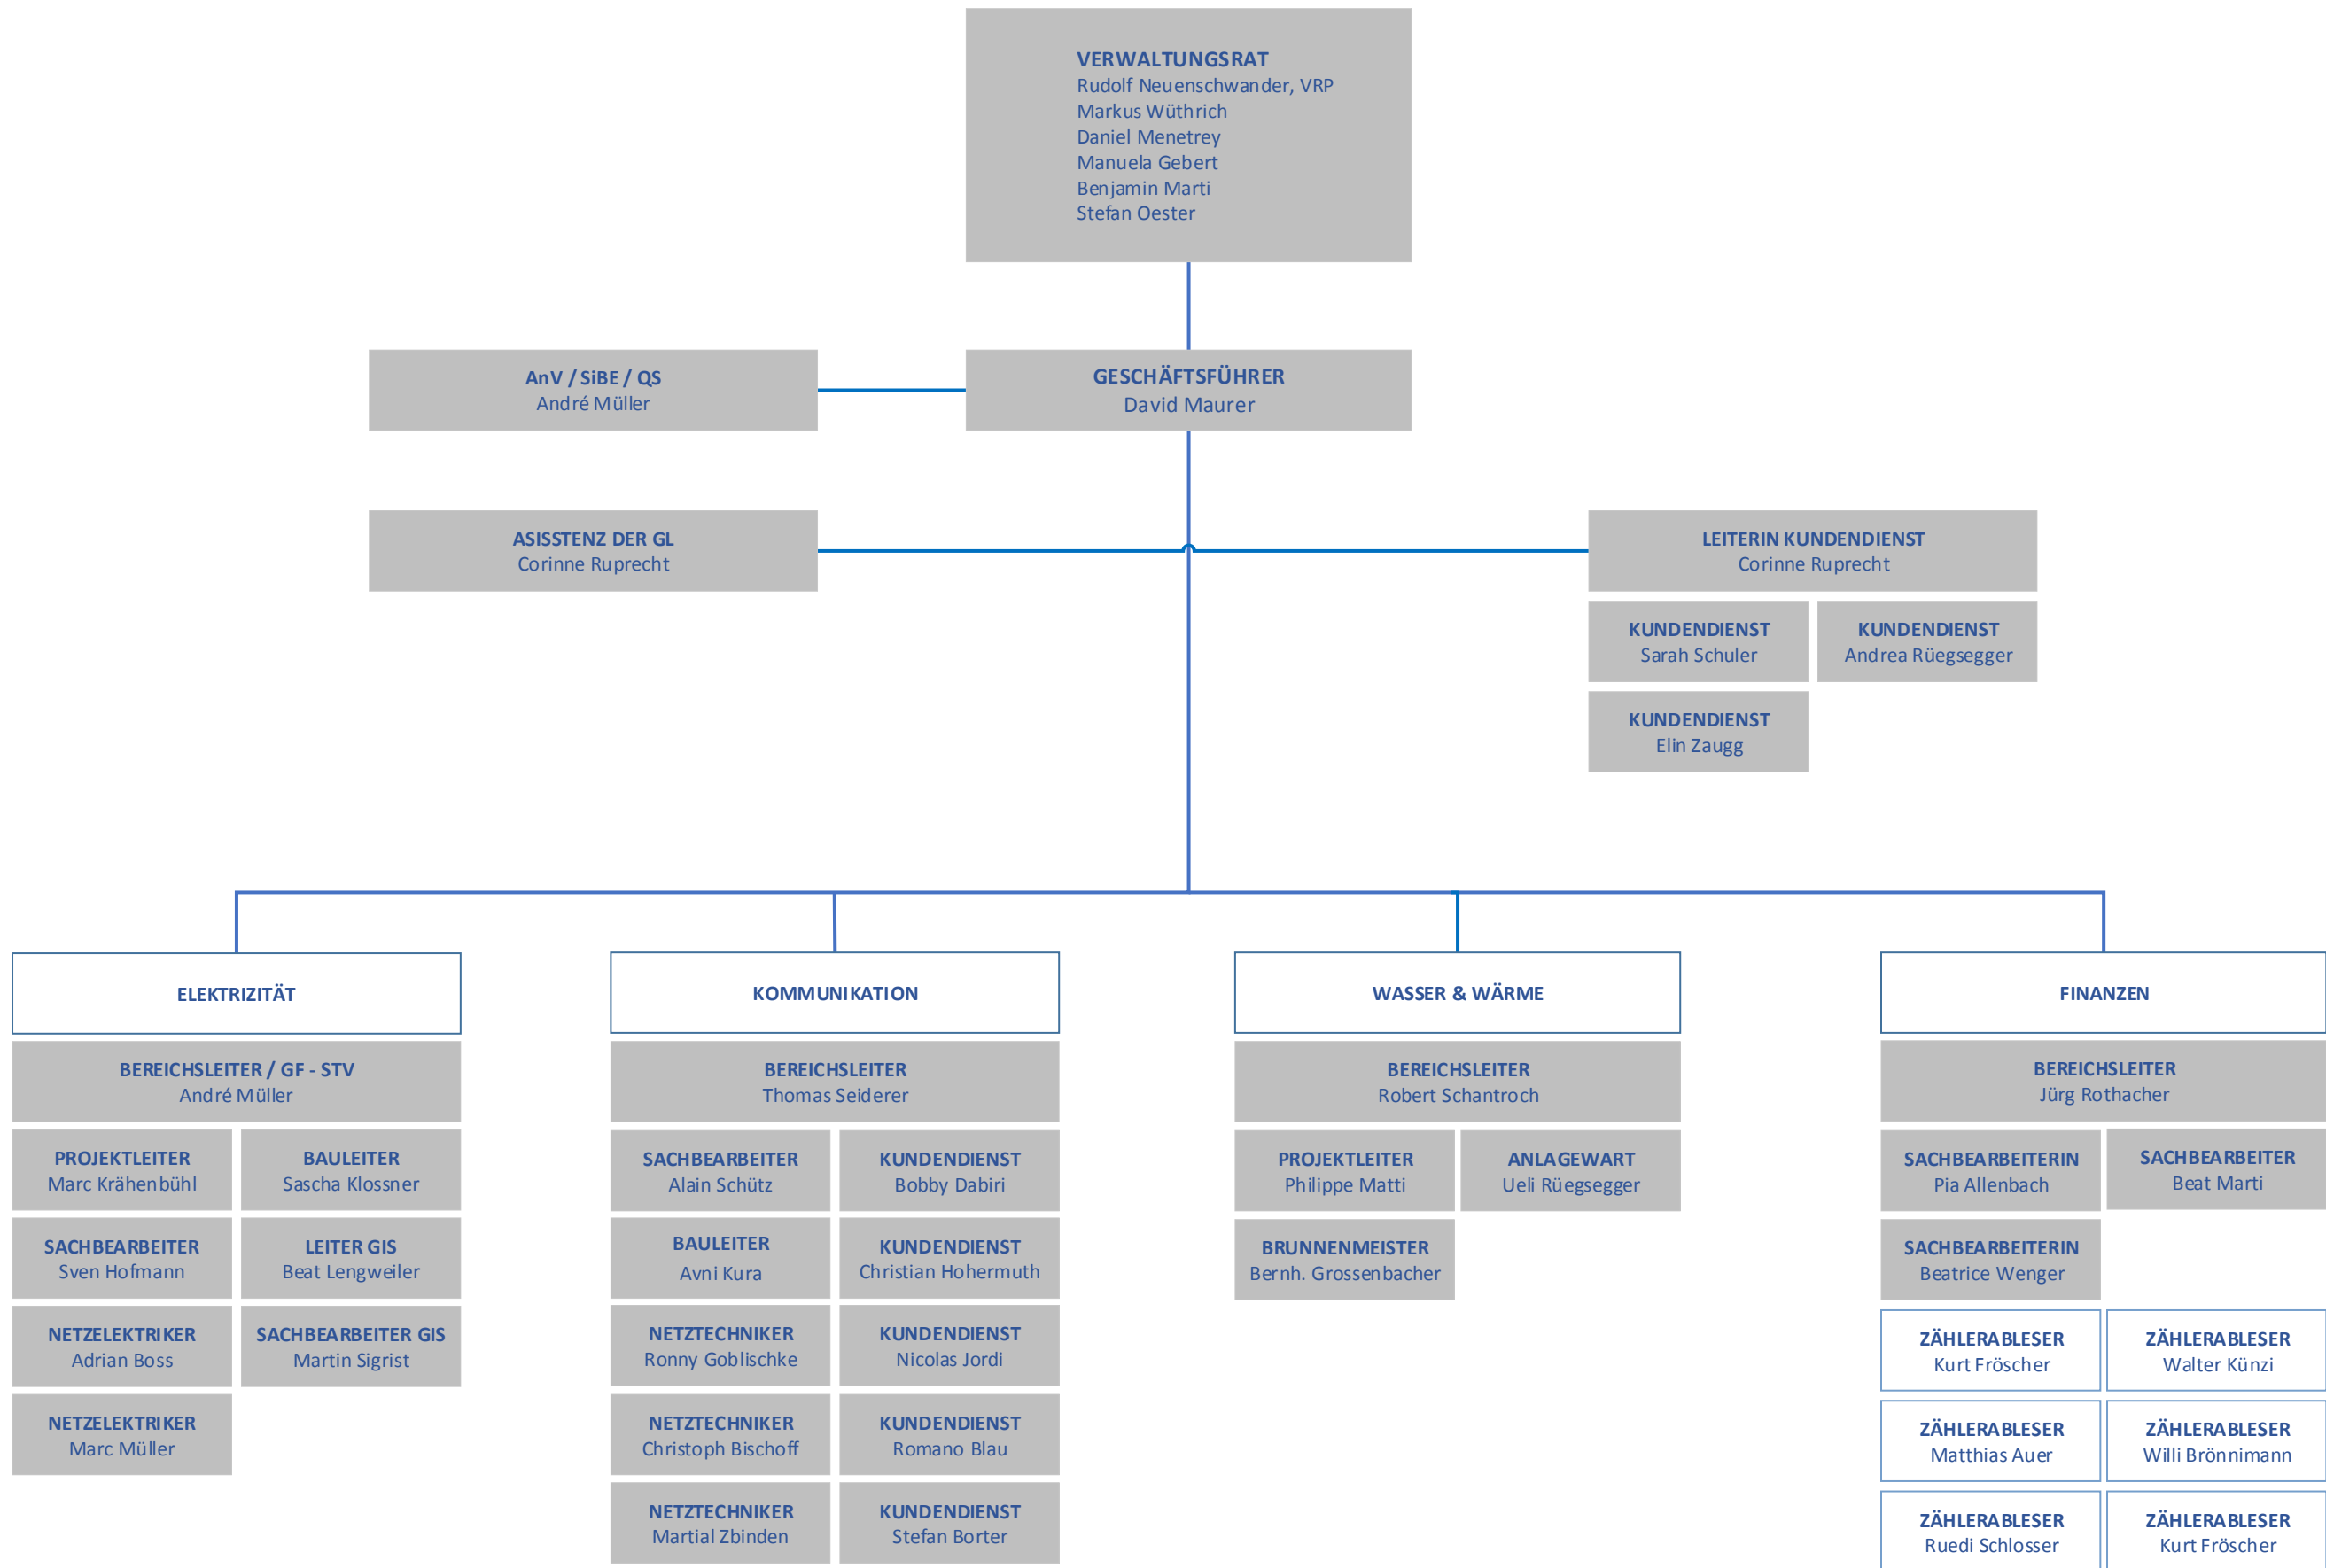 VERWALTUNGSRAT
Rudolf Neuenschwander, VRP
Markus Wüthrich
Daniel Menetrey
Manuela Gebert
Benjamin Marti
Stefan Oester
AnV / SiBE / QS
André Müller
GESCHÄFTSFÜHRER
David Maurer
ASISSTENZ DER GL
Corinne Ruprecht
LEITERIN KUNDENDIENST
Corinne Ruprecht
KUNDENDIENST
Sarah Schuler
KUNDENDIENST
Andrea Rüegsegger
KUNDENDIENST
Elin Zaugg
ELEKTRIZITÄT
BEREICHSLEITER / GF - STV
André Müller
PROJEKTLEITER
Marc Krähenbühl
BAULEITER
Sascha Klossner
SACHBEARBEITER
Sven Hofmann
LEITER GIS
Beat Lengweiler
NETZELEKTRIKER
Adrian Boss
SACHBEARBEITER GIS
Martin Sigrist
NETZELEKTRIKER
Marc Müller
KOMMUNIKATION
BEREICHSLEITER
Thomas Seiderer
SACHBEARBEITER
Alain Schütz
KUNDENDIENST
Bobby Dabiri
BAULEITER
Avni Kura
KUNDENDIENST
Christian Hohermuth
NETZTECHNIKER
Ronny Goblischke
KUNDENDIENST
Nicolas Jordi
NETZTECHNIKER
Christoph Bischoff
KUNDENDIENST
Romano Blau
NETZTECHNIKER
Martial Zbinden
KUNDENDIENST
Stefan Borter
WASSER & WÄRME
BEREICHSLEITER
Robert Schantroch
PROJEKTLEITER
Philippe Matti
ANLAGEWART
Ueli Rüegsegger
BRUNNENMEISTER
Bernh. Grossenbacher
FINANZEN
BEREICHSLEITER
Jürg Rothacher
SACHBEARBEITERIN
Pia Allenbach
SACHBEARBEITER
Beat Marti
SACHBEARBEITERIN
Beatrice Wenger
ZÄHLERABLESER
Kurt Fröscher
ZÄHLERABLESER
Walter Künzi
ZÄHLERABLESER
Matthias Auer
ZÄHLERABLESER
Willi Brönnimann
ZÄHLERABLESER
Ruedi Schlosser
ZÄHLERABLESER
Kurt Fröscher